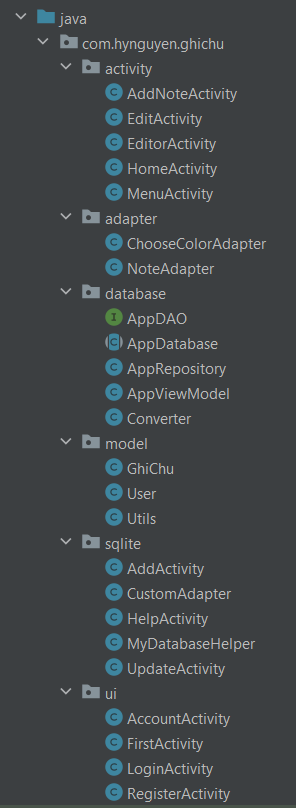 java
com.hynguyen.ghichu
activity
C AddNoteActivity
C EditActivity
C EditorActivity
C HomeActivity
C MenuActivity
adapter
C ChooseColorAdapter
C NoteAdapter
database
I AppDAO
C AppDatabase
C AppRepository
C AppViewModel
C Converter
model
C GhiChu
C User
C Utils
sqlite
C AddActivity
C CustomAdapter
C HelpActivity
C MyDatabaseHelper
C UpdateActivity
ui
C AccountActivity
C FirstActivity
C LoginActivity
C RegisterActivity